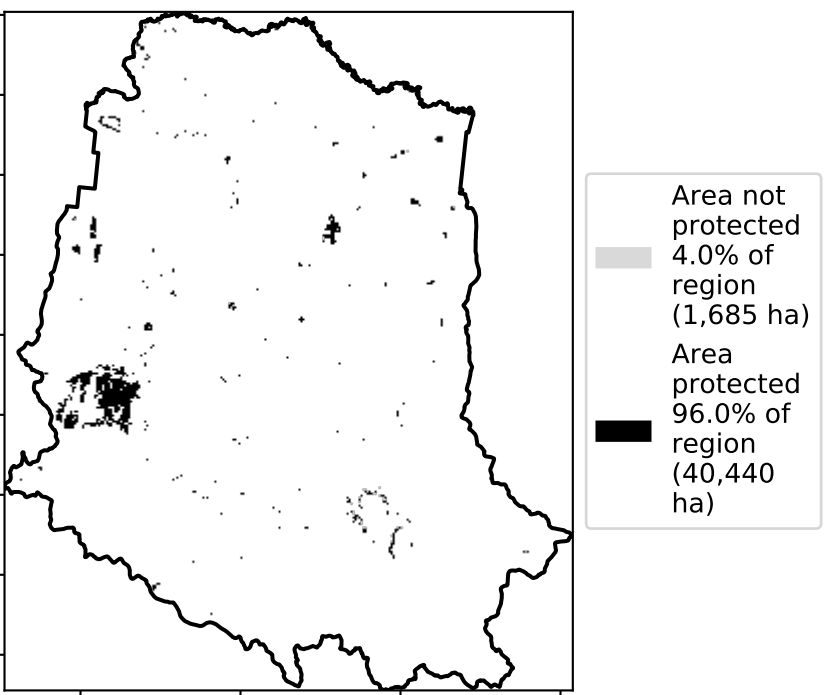 Area not
protected
4.0% of
region
(1,685 ha)
Area
protected
96.0% of
region
(40,440
ha)